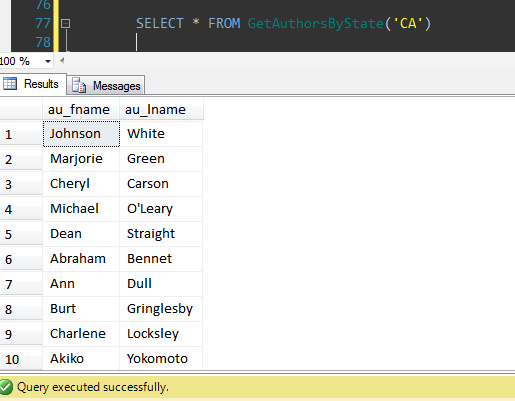 76
77 SELECT * FROM GetAuthorsByState('CA')
78
100 %
Results Messages
au_fname au_lname
1 Johnson White
2 Marjorie Green
3 Cheryl Carson
4 Michael O'Leary
5 Dean Straight
6 Abraham Bennet
7 Ann Dull
8 Burt Gringlesby
9 Charlene Locksley
10 Akiko Yokomoto
Query executed successfully.